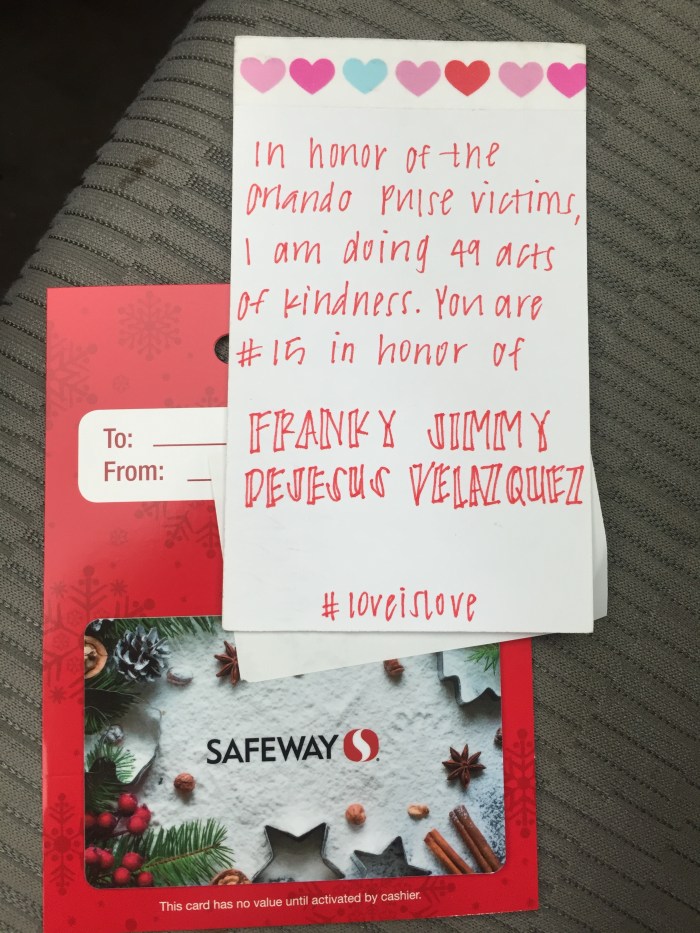 In honor of the
Orlando Pulse victims,
I am doing 49 acts
of kindness. You are
#15 in honor of
FRANKY JIMMY
DEJESUS VELAZQUEZ
#loveislove
To:
From:
SAFEWAY
This card has no value until activated by cashier.